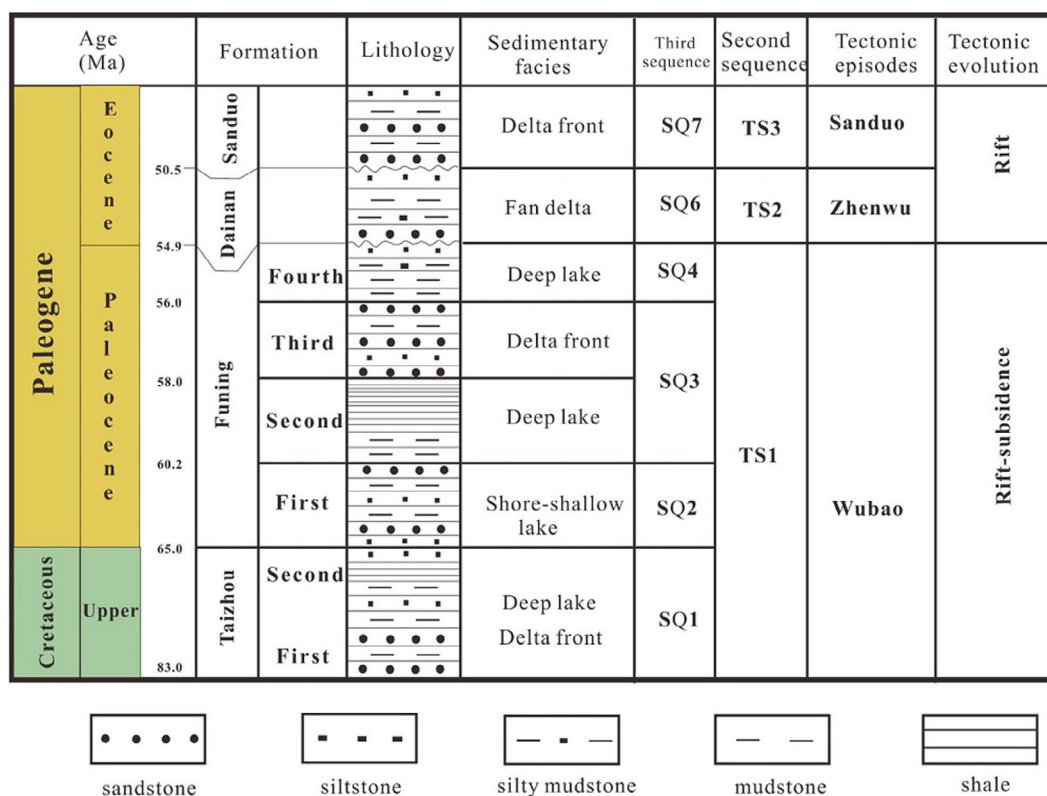 Age (Ma) Formation Lithology Sedimentary facies Third sequence Second sequence Tectonic episodes Tectonic evolution
Paleogene
Eocene
Sanduo
Delta front
SQ7
TS3
Sanduo
Rift
50.5
Dainan
Fan delta
SQ6
TS2
Zhenwu
54.9
Paleocene
Funing
Fourth
Deep lake
SQ4
TS1
Wubao
Rift-subsidence
56.0
Third
Delta front
SQ3
58.0
Second
Deep lake
60.2
First
Shore-shallow
lake
SQ2
65.0
Cretaceous
Upper
Taizhou
Second
Deep lake
SQ1
Delta front
First
83.0
sandstone siltstone silty mudstone mudstone shale